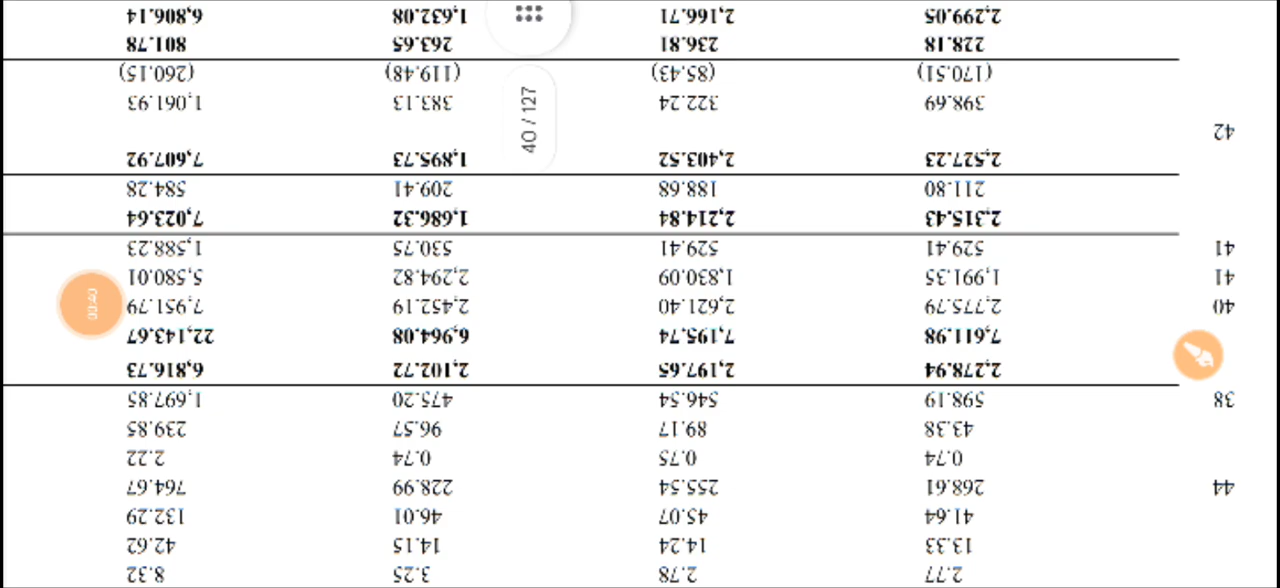 2.77 2.78 3.25 8.32
13.33 14.24 14.15 42.62
41.64 45.07 46.01 132.29
44 268.61 255.54 228.99 764.67
0.74 0.75 0.74 2.22
43.38 89.17 96.57 239.85
38 598.19 546.54 475.20 1,697.85
2,278.94 2,197.65 2,102.72 6,816.73
7,611.98 7,195.74 6,964.08 22,143.67
40 2,775.79 2,621.40 2,452.19 7,951.79
41 1,991.35 1,830.09 2,294.82 5,580.01
41 529.41 529.41 530.75 1,588.23
2,315.43 2,214.84 1,686.32 7,023.64
211.80 188.68 209.41 584.28
2,527.23 2,403.52 1,895.73 7,607.92
42
398.69 322.24 383.13 1,061.93
(170.51) (85.43) (119.48) (260.15)
228.18 236.81 263.65 801.78
2,299.05 2,166.71 1,632.08 6,806.14
40 / 127
00:40